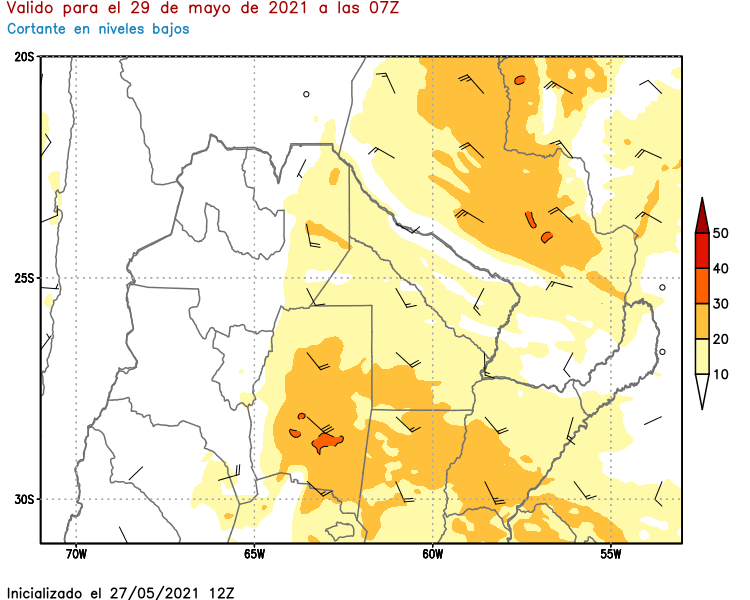 Valido para el 29 de mayo de 2021 a las 07Z
Cortante en niveles bajos
20S
25S
30S
70W 65W 60W 55W
50
40
30
20
10
Inicializado el 27/05/2021 12Z